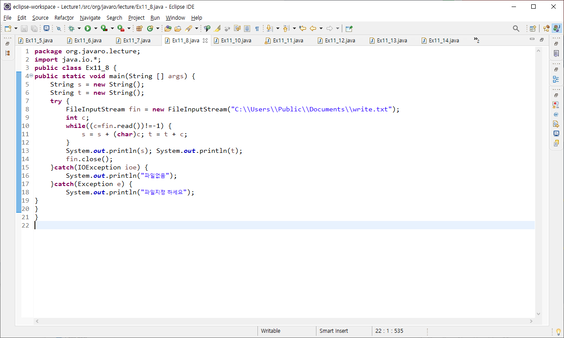 eclipse-workspace - Lecture1/src/org/javaro/lecture/Ex11_8.java - Eclipse IDE
File Edit Source Refactor Navigate Search Project Run Window Help
Ex11_5.java Ex11_6.java Ex11_7.java Ex11_8.java Ex11_10.java Ex11_11.java Ex11_12.java Ex11_13.java Ex11_14.java
1 package org.javaro.lecture;
2 import java.io.*;
3 public class Ex11_8 {
4 public static void main(String [] args) {
5 String s = new String();
6 String t = new String();
7 try {
8 FileInputStream fin = new FileInputStream("C:\\Users\\Public\\Documents\\write.txt");
9 int c;
10 while((c=fin.read())!=-1) {
11 s = s + (char)c; t = t + c;
12 }
13 System.out.println(s); System.out.println(t);
14 fin.close();
15 }catch(IOException ioe) {
16 System.out.println("파일없음");
17 }catch(Exception e) {
18 System.out.println("파일지정 하세요");
19 }
20 }
21 }
22
Writable Smart Insert 22 : 1 : 535